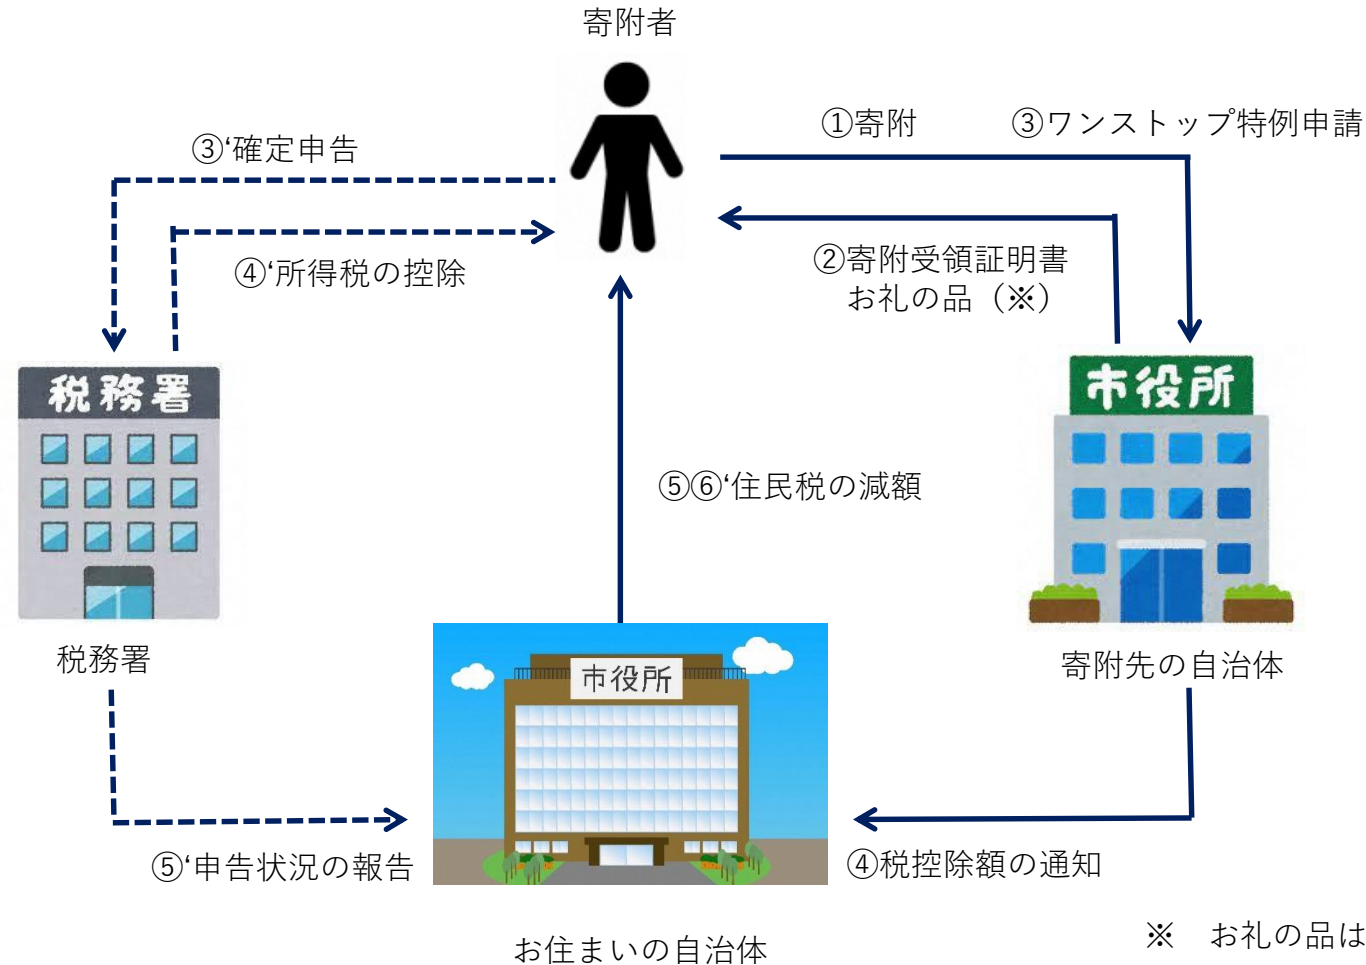 寄附者
①寄附
③ワンストップ特例申請
③‘確定申告
②寄附受領証明書
お礼の品（※）
④‘所得税の控除
税務署
市役所
⑤⑥‘住民税の減額
税務署
市役所
寄附先の自治体
⑤‘申告状況の報告
④税控除額の通知
お住まいの自治体
※　お礼の品は